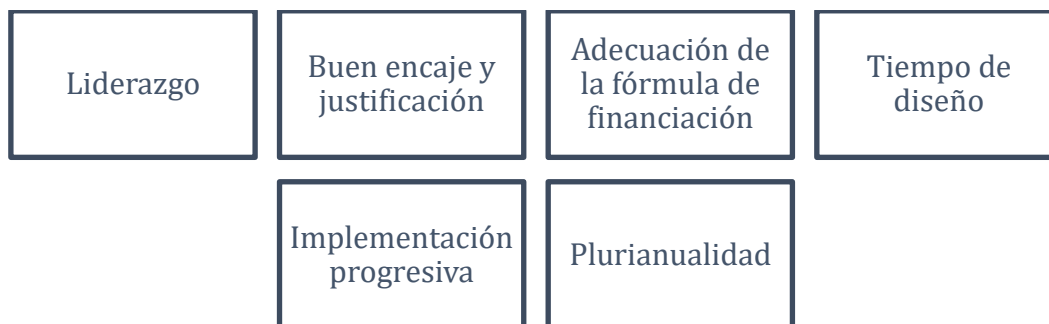 Liderazgo
Buen encaje y
justificación
Adecuación de
la fórmula de
financiación
Tiempo de
diseño
Implementación
progresiva
Plurianualidad